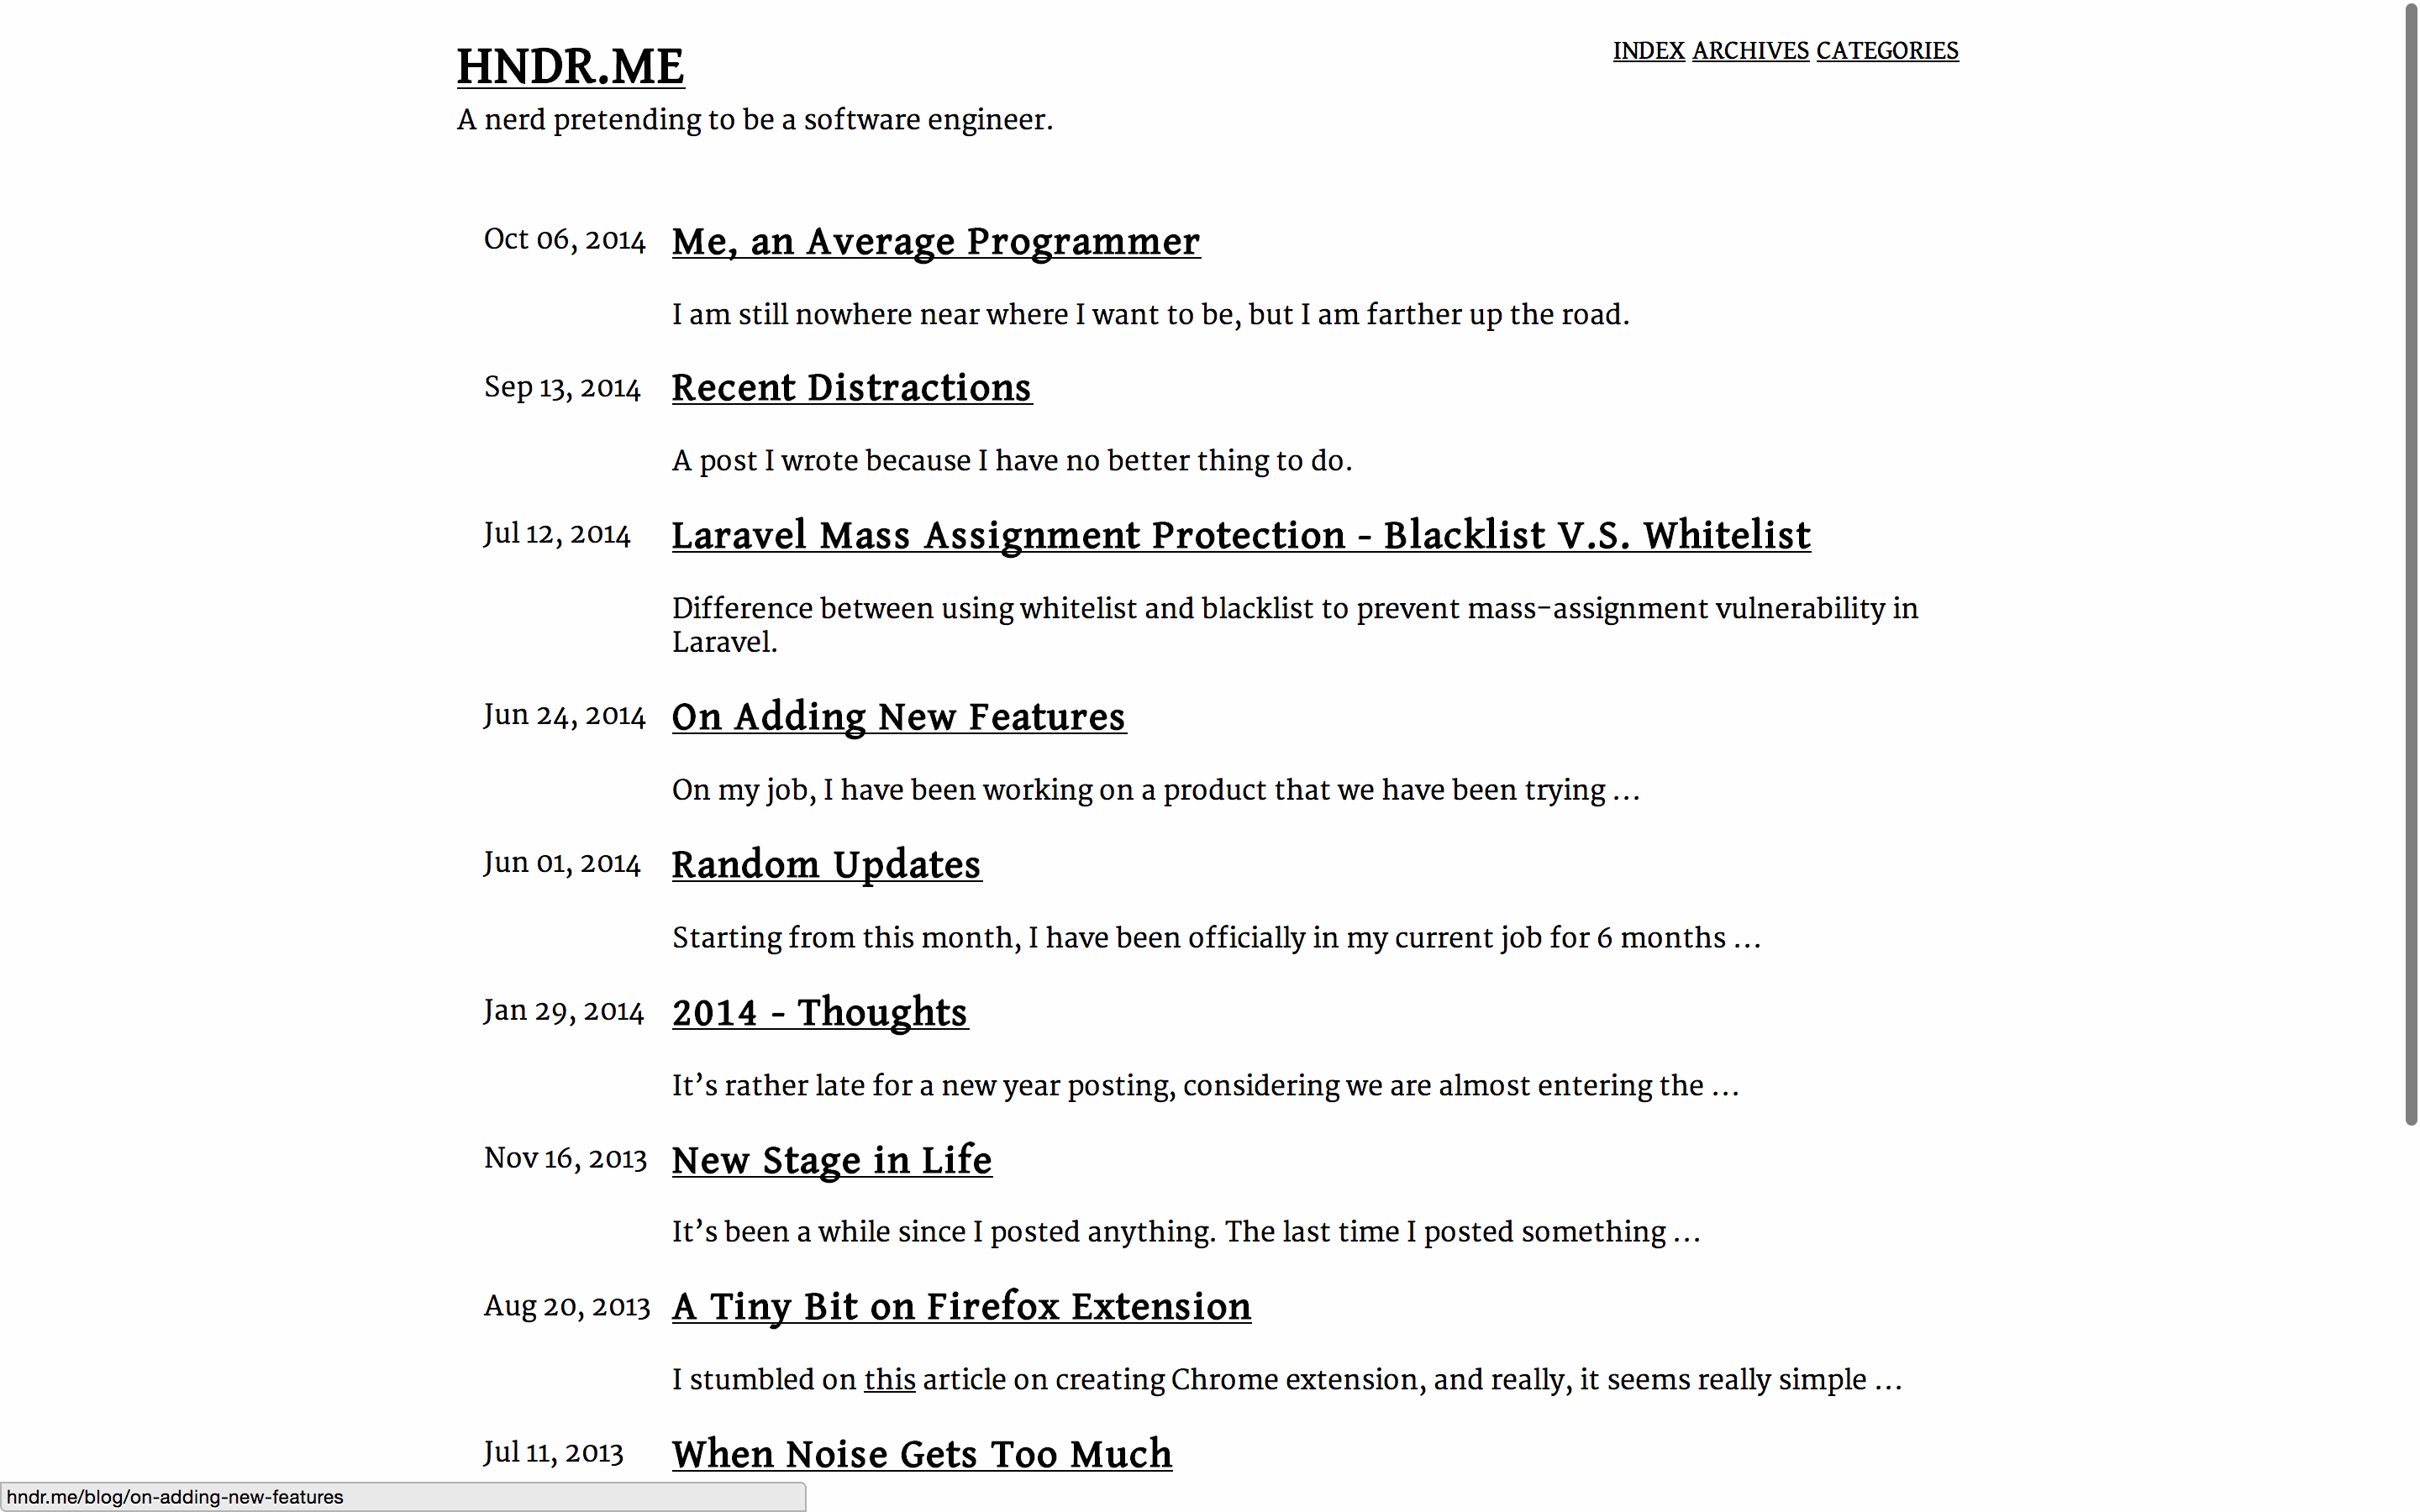 HNDR.ME
INDEX ARCHIVES CATEGORIES
A nerd pretending to be a software engineer.
Oct 06, 2014 Me, an Average Programmer
I am still nowhere near where I want to be, but I am farther up the road.
Sep 13, 2014 Recent Distractions
A post I wrote because I have no better thing to do.
Jul 12, 2014 Laravel Mass Assignment Protection - Blacklist V.S. Whitelist
Difference between using whitelist and blacklist to prevent mass-assignment vulnerability in
Laravel.
Jun 24, 2014 On Adding New Features
On my job, I have been working on a product that we have been trying …
Jun 01, 2014 Random Updates
Starting from this month, I have been officially in my current job for 6 months …
Jan 29, 2014 2014 - Thoughts
It’s rather late for a new year posting, considering we are almost entering the …
Nov 16, 2013 New Stage in Life
It’s been a while since I posted anything. The last time I posted something …
Aug 20, 2013 A Tiny Bit on Firefox Extension
I stumbled on this article on creating Chrome extension, and really, it seems really simple …
Jul 11, 2013 When Noise Gets Too Much
hndr.me/blog/on-adding-new-features